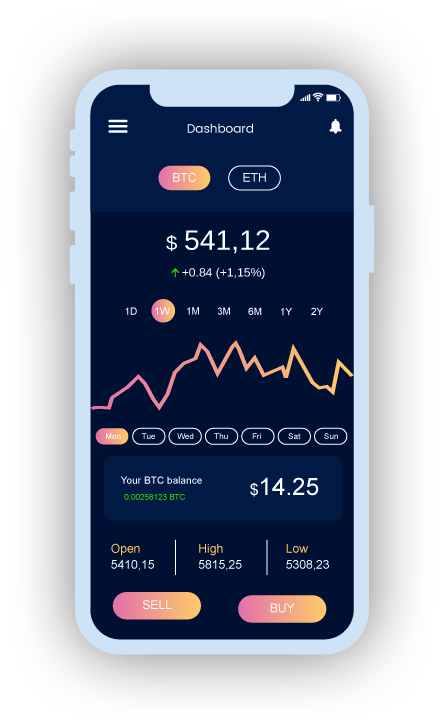 Dashboard
BTC ETH
$ 541,12
+0.84 (+1,15%)
1D 1W 1M 3M 6M 1Y 2Y
Mon Tue Wed Thu Fri Sat Sun
Your BTC balance
$14.25
0.00258123 BTC
Open High Low
5410,15 5815,25 5308,23
SELL BUY